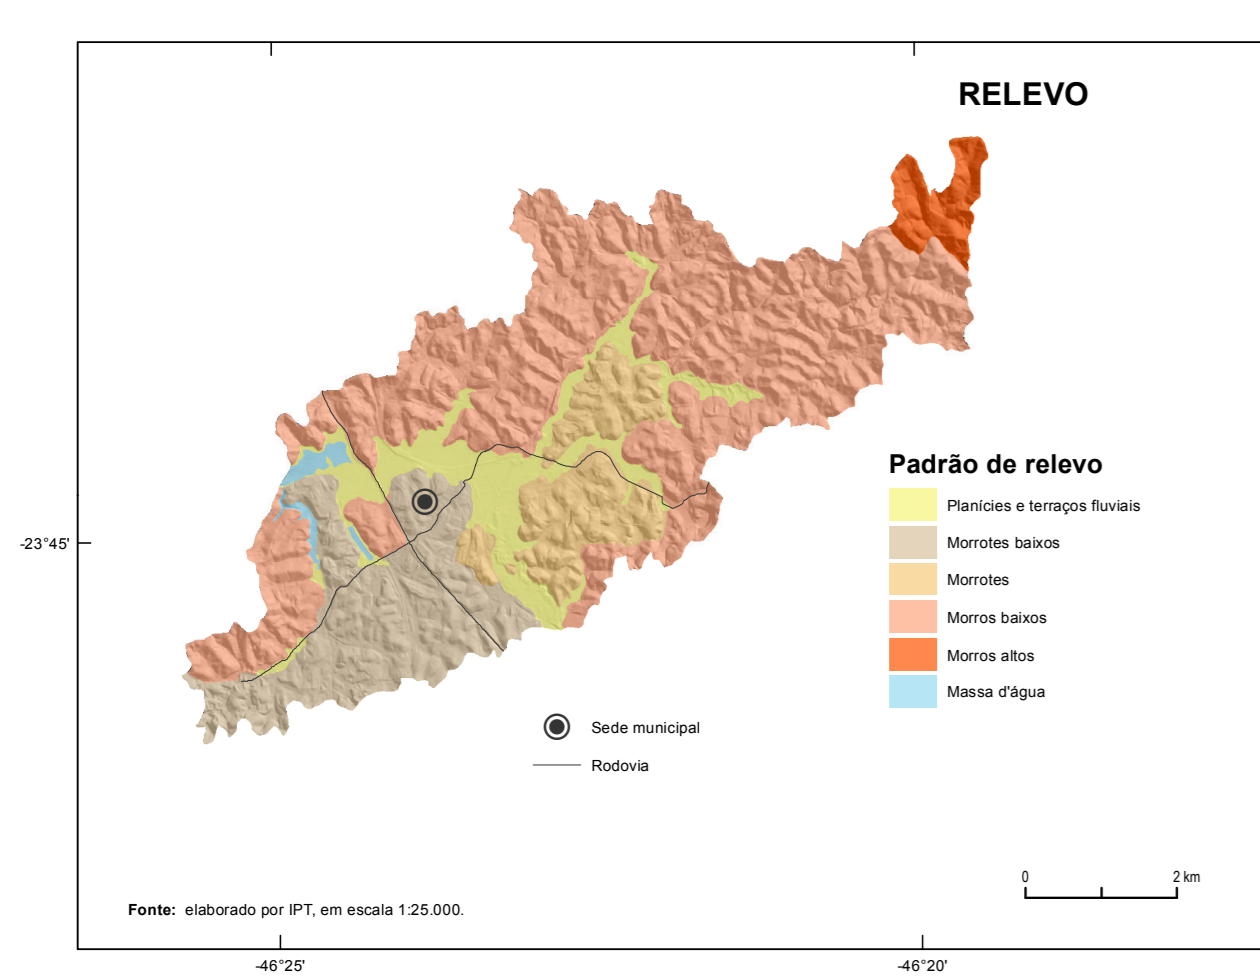 RELEVO
Padrão de relevo
Planícies e terraços fluviais
-23°45'
Morrotes baixos
Morrotes
Morros baixos
Morros altos
Massa d'água
Sede municipal
Rodovia
0 2 km
Fonte: elaborado por IPT, em escala 1:25.000.
-46°25' -46°20'